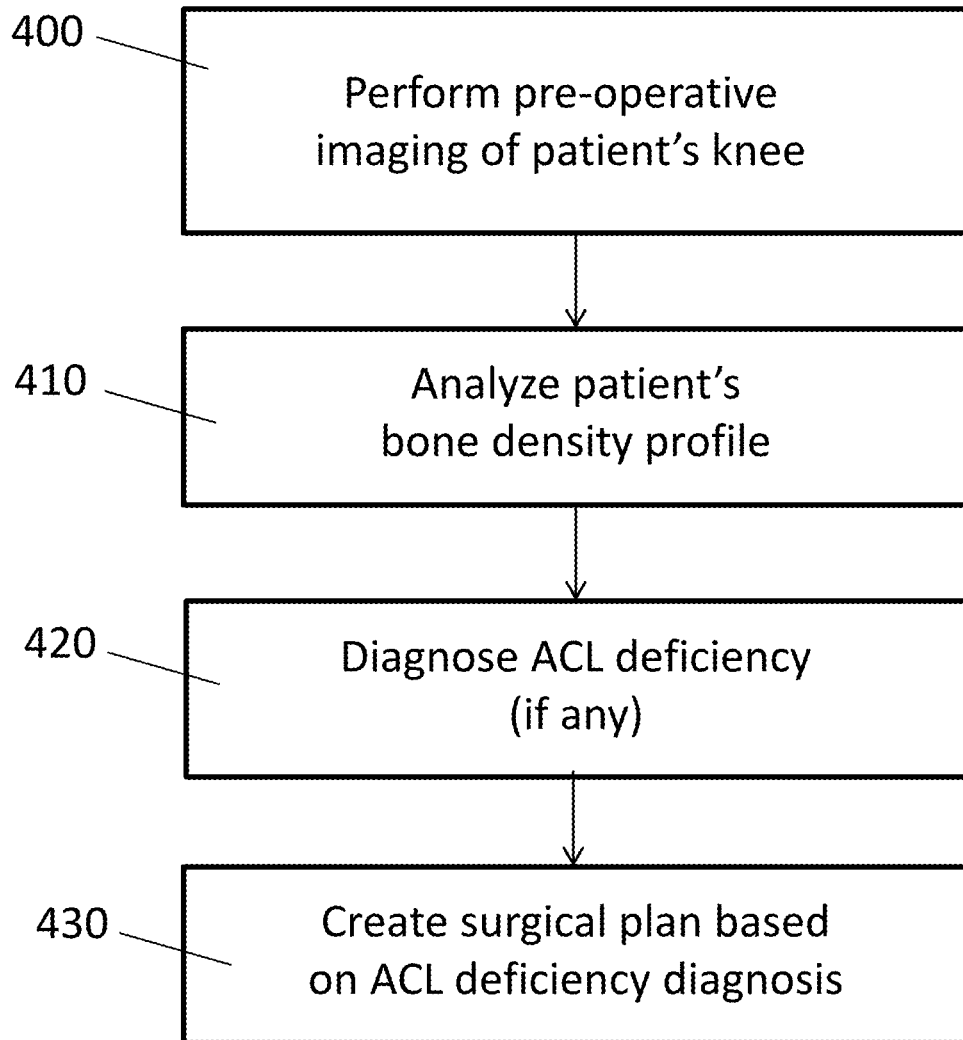 400
Perform pre-operative
imaging of patient’s knee
410
Analyze patient’s
bone density profile
420
Diagnose ACL deficiency
(if any)
430
Create surgical plan based
on ACL deficiency diagnosis